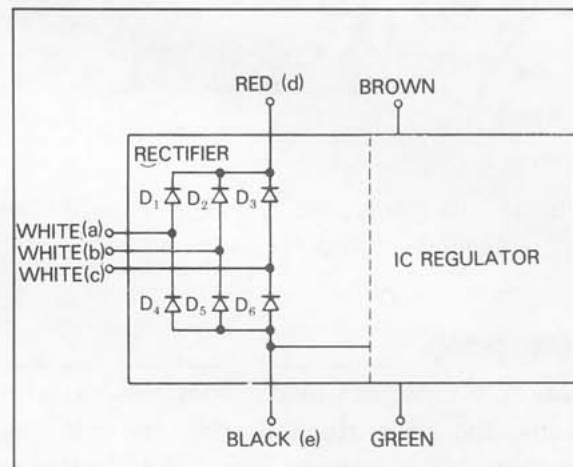 RED (d)
BROWN
RECTIFIER
D1 D2 D3
WHITE(a)
WHITE(b)
IC REGULATOR
WHITE(c)
D4 D5 D6
BLACK (e)
GREEN